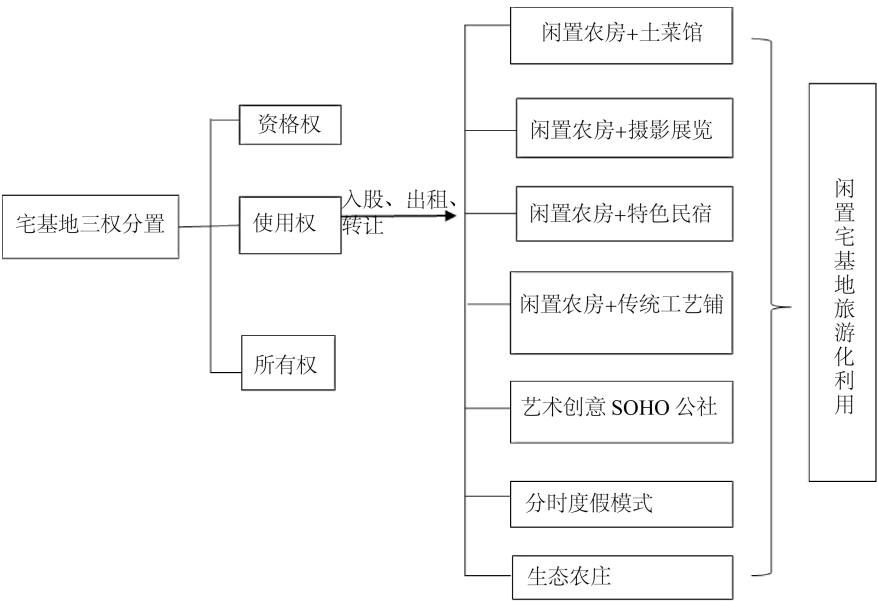 宅基地三权分置
资格权
使用权
所有权
入股、出租、
转让
闲置农房+土菜馆
闲置农房+摄影展览
闲置农房+特色民宿
闲置农房+传统工艺铺
艺术创意 SOHO 公社
分时度假模式
生态农庄
闲置宅基地旅游化利用